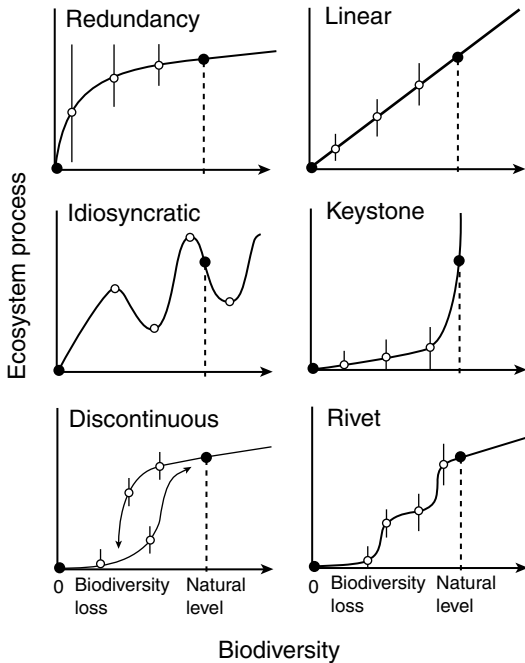 Redundancy
Linear
Idiosyncratic
Keystone
Ecosystem process
Discontinuous
Rivet
0 Biodiversity loss Natural level
0 Biodiversity loss Natural level
Biodiversity